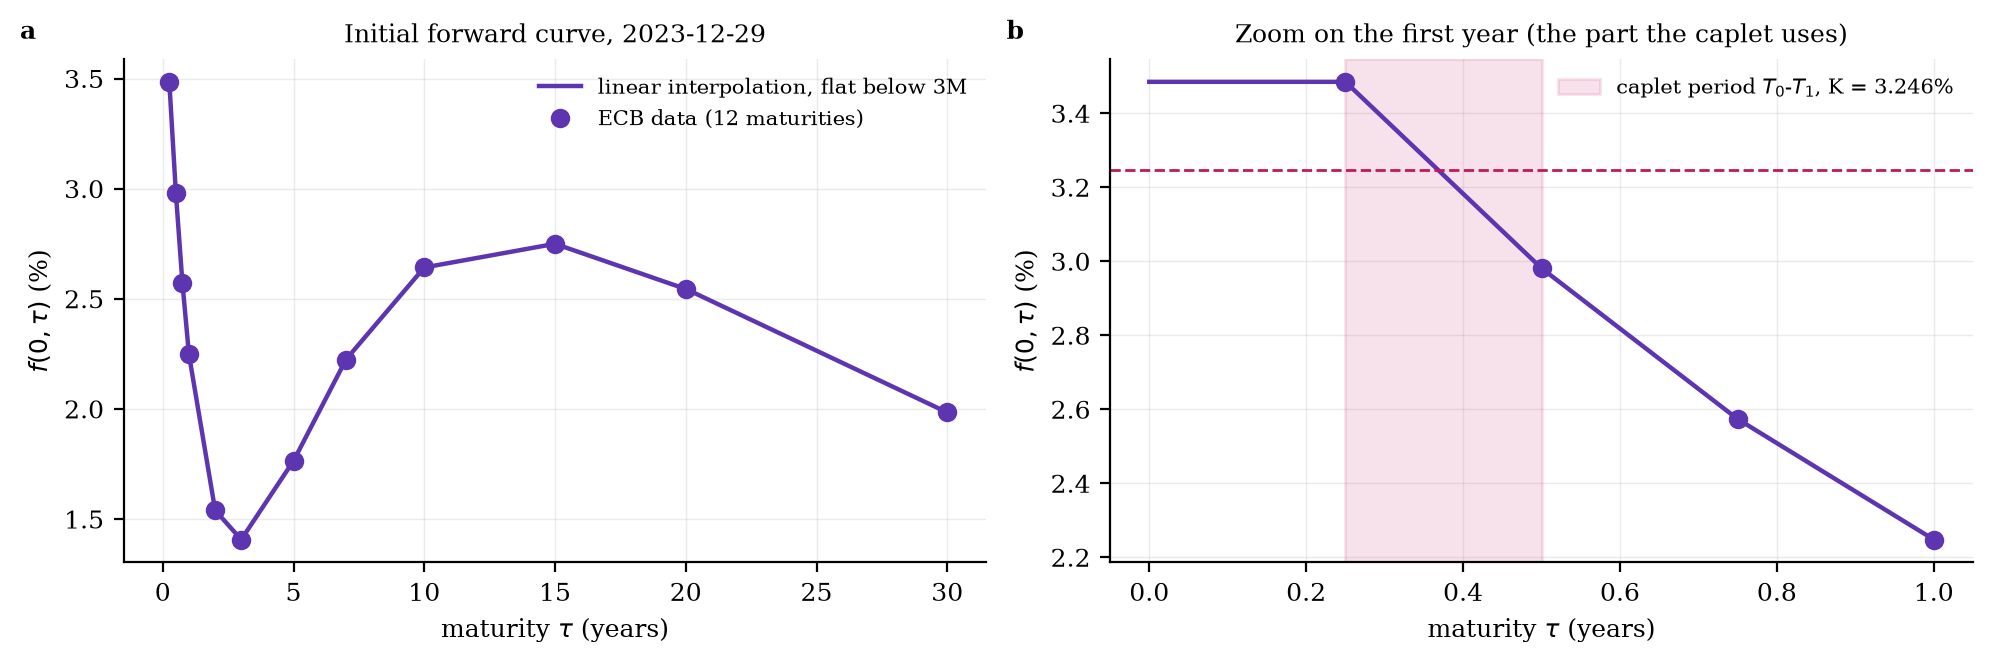 a
Initial forward curve, 2023-12-29
linear interpolation, flat below 3M
ECB data (12 maturities)
3.5
3.0
2.5
2.0
1.5
f(0, τ) (%)
0 5 10 15 20 25 30
maturity τ (years)
b
Zoom on the first year (the part the caplet uses)
caplet period T₀-T₁, K = 3.246%
3.4
3.2
3.0
2.8
2.6
2.4
2.2
f(0, τ) (%)
0.0 0.2 0.4 0.6 0.8 1.0
maturity τ (years)